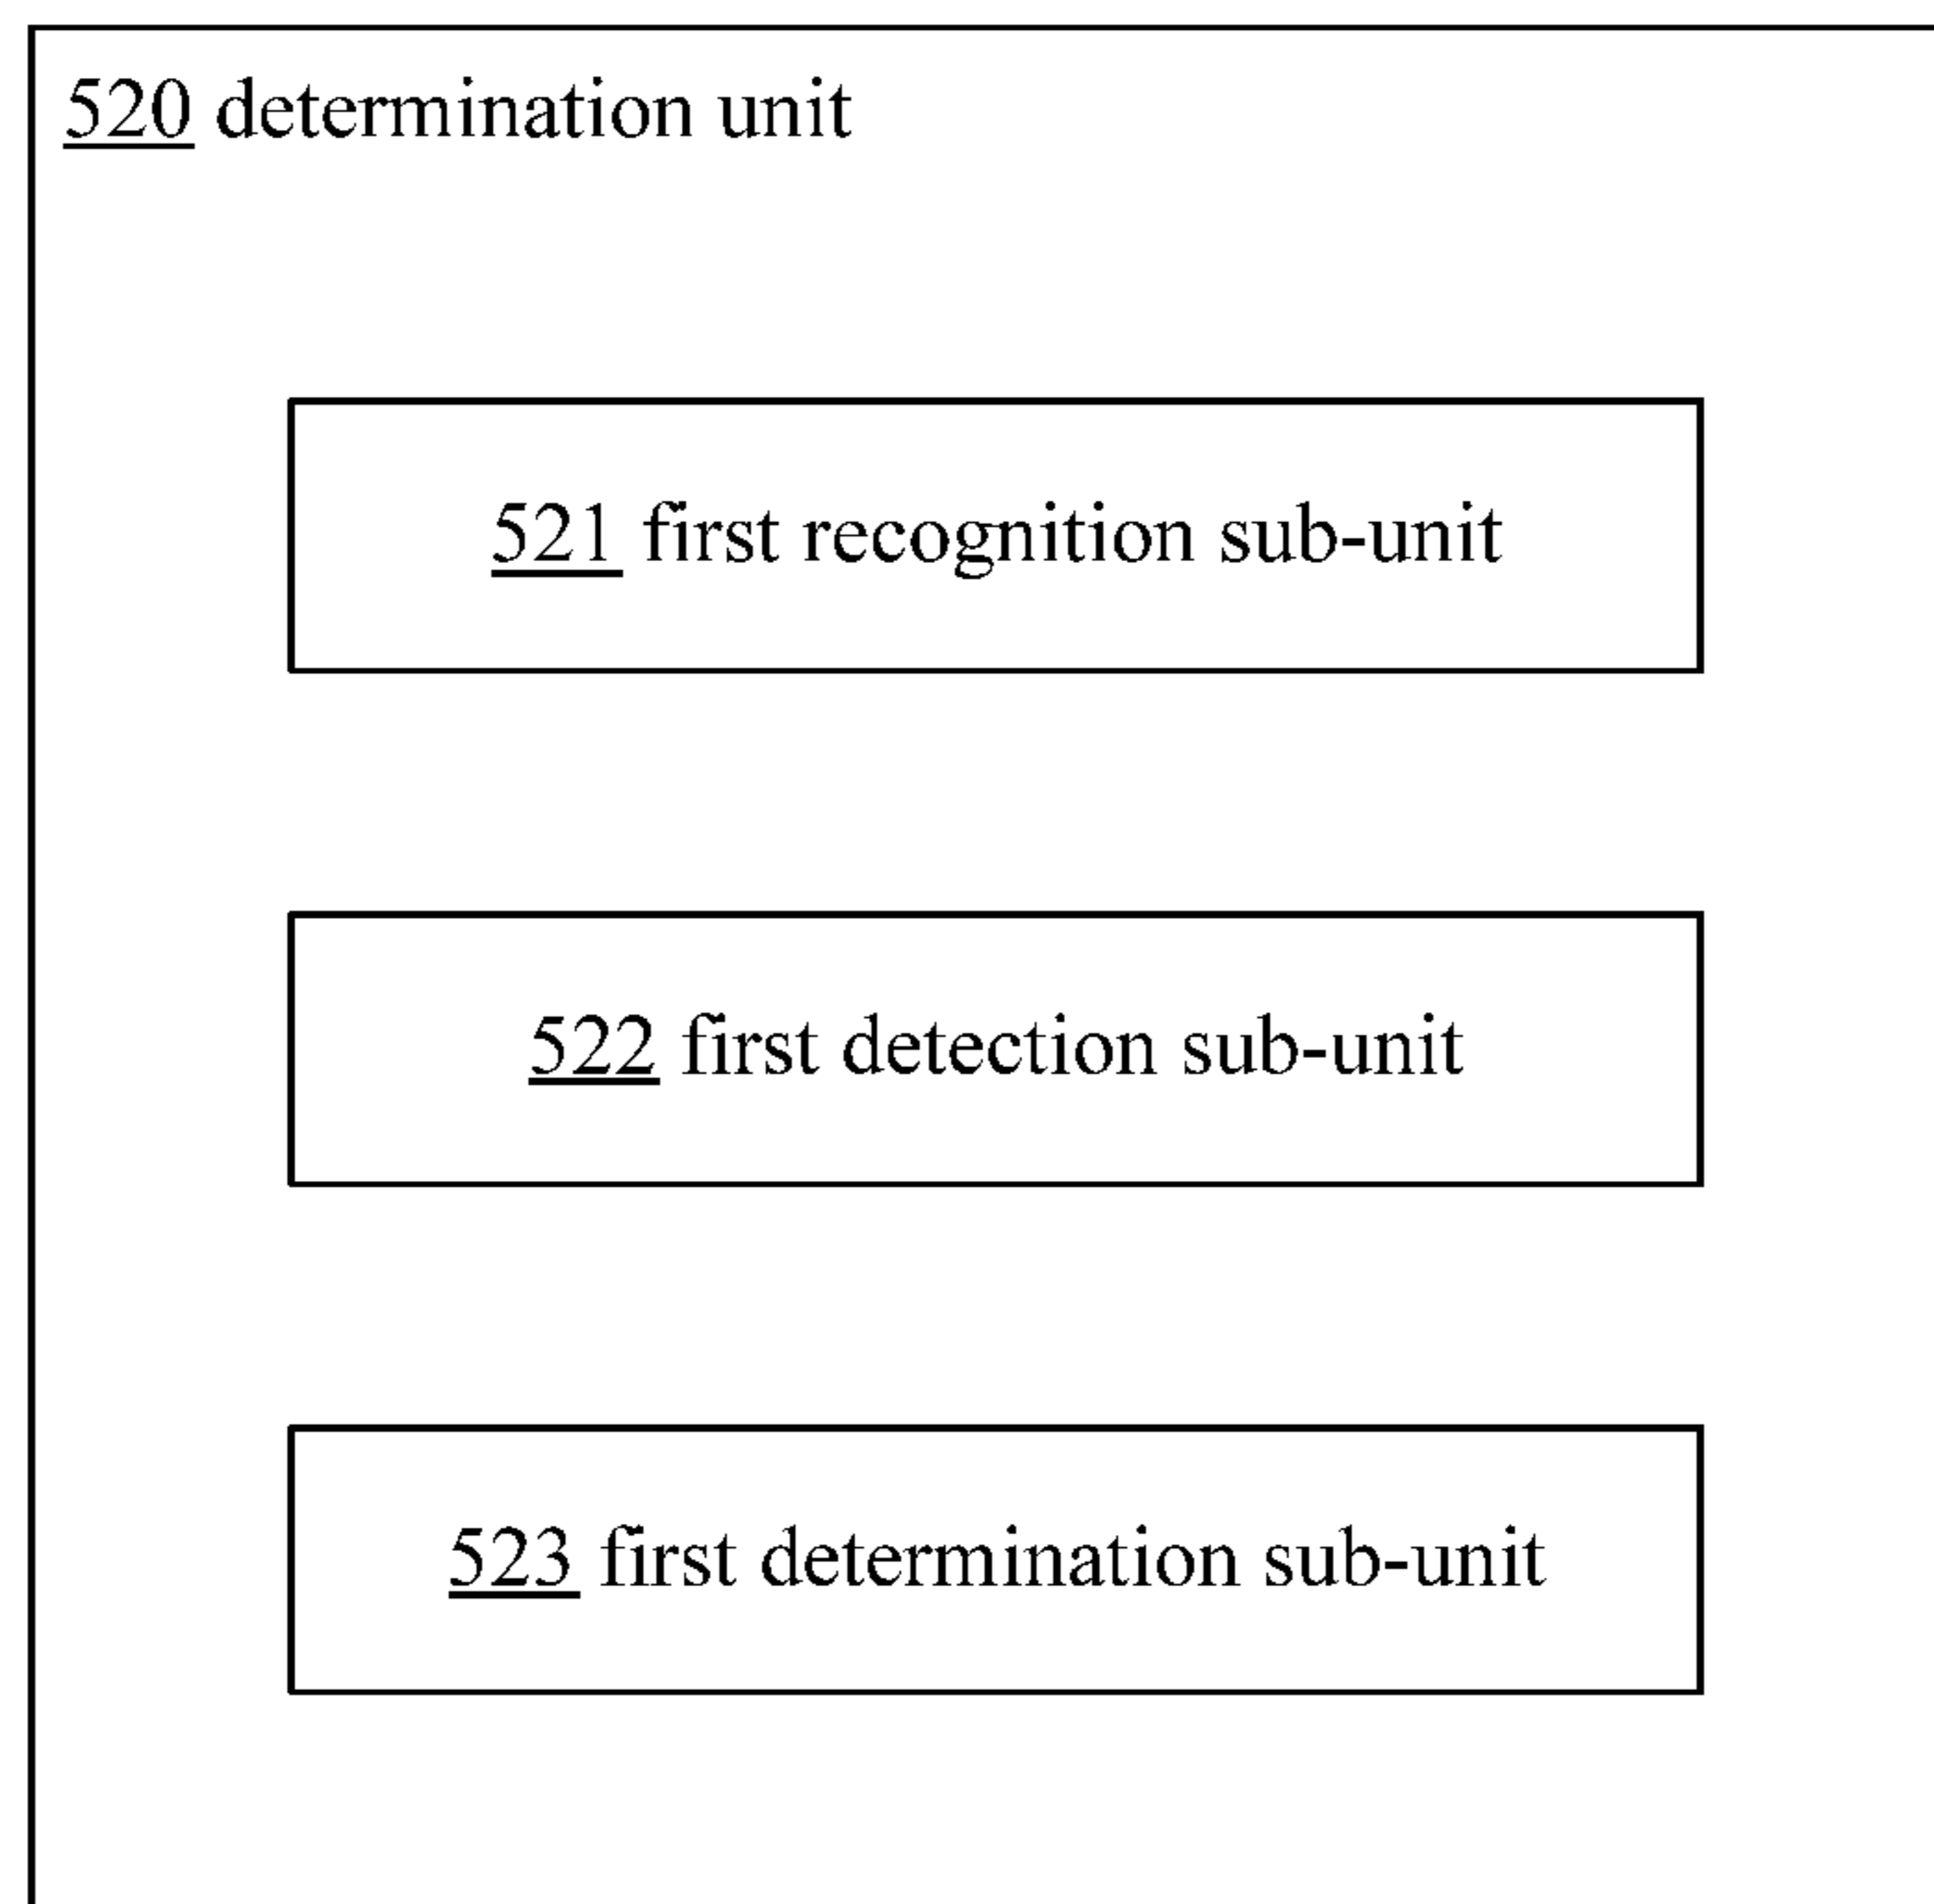 520 determination unit
521 first recognition sub-unit
522 first detection sub-unit
523 first determination sub-unit